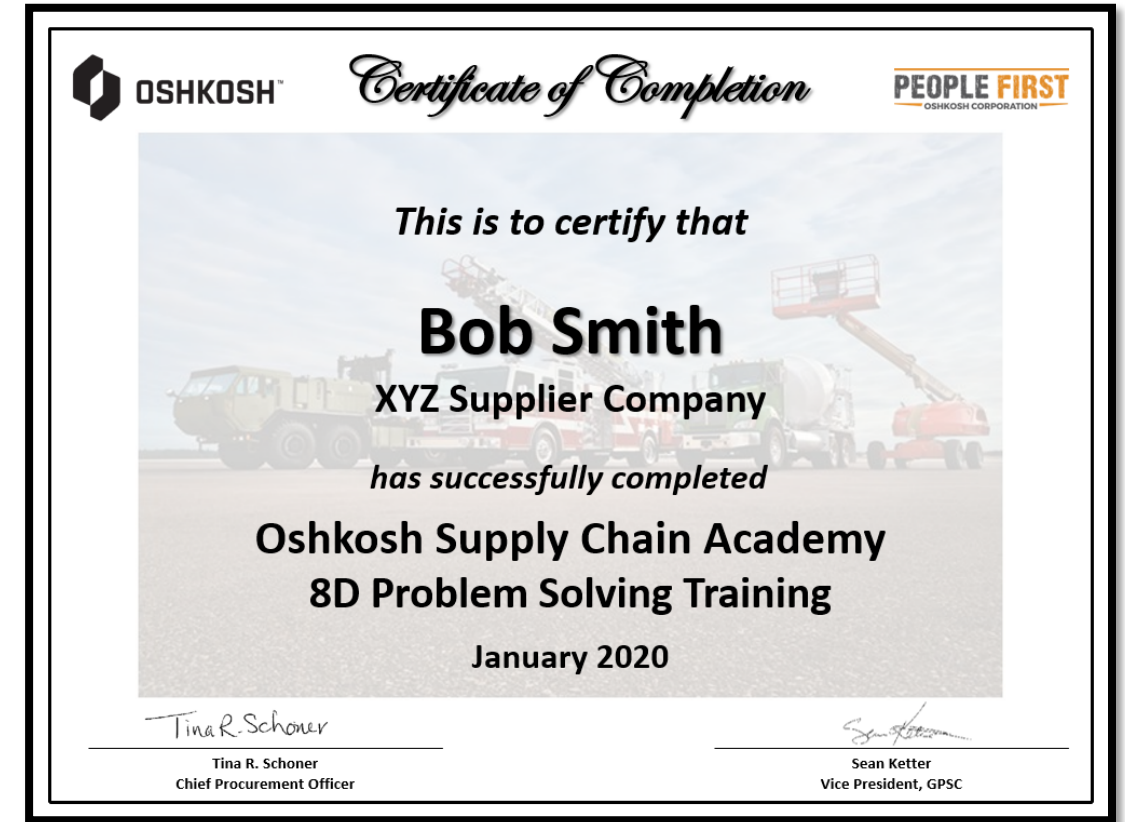 OSHKOSH™
Certificate of Completion
PEOPLE FIRST
OSHKOSH CORPORATION
This is to certify that
Bob Smith
XYZ Supplier Company
has successfully completed
Oshkosh Supply Chain Academy
8D Problem Solving Training
January 2020
Tina R. Schoner
Tina R. Schoner
Chief Procurement Officer
Sean Ketter
Sean Ketter
Vice President, GPSC